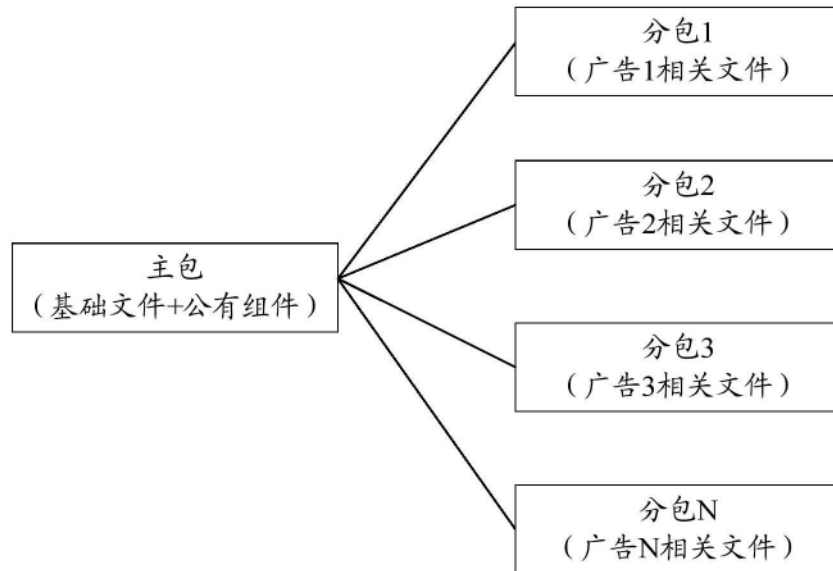 分包1
（广告1相关文件）
分包2
（广告2相关文件）
主包
（基础文件+公有组件）
分包3
（广告3相关文件）
分包N
（广告N相关文件）